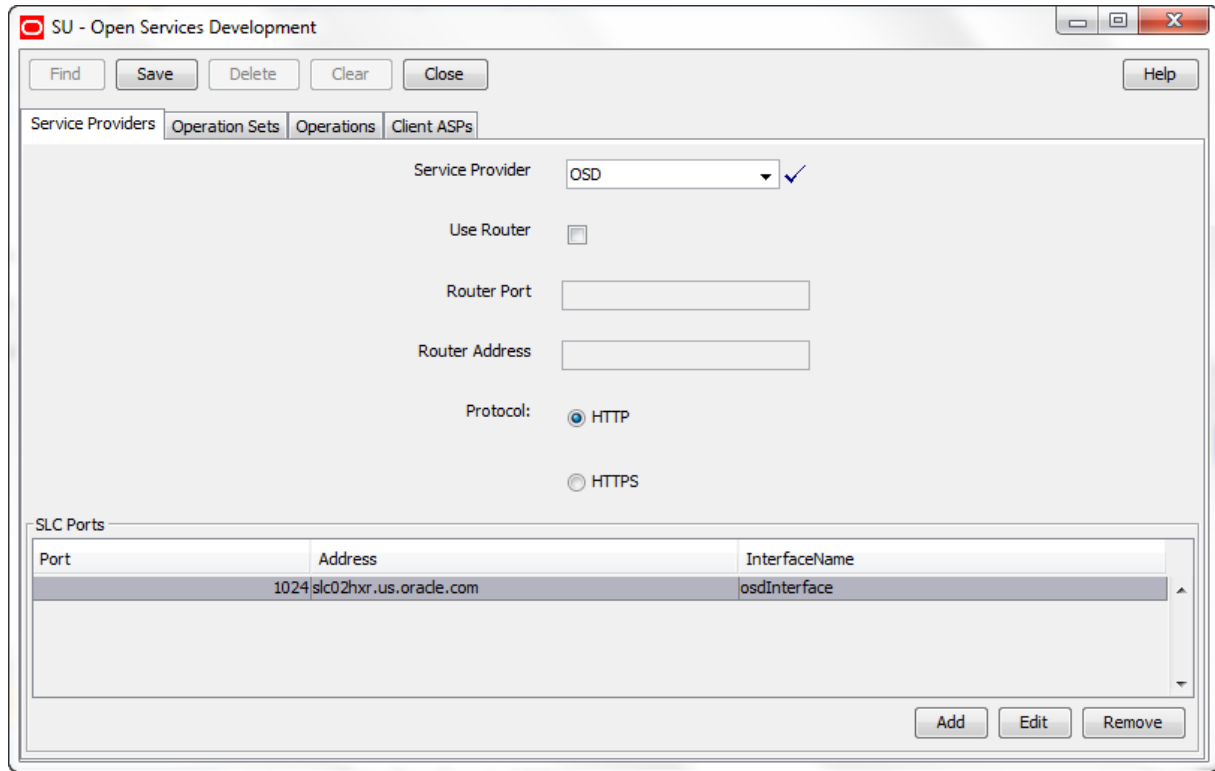 SU - Open Services Development
Find Save Delete Clear Close Help
Service Providers Operation Sets Operations Client ASPs
Service Provider OSD
Use Router
Router Port
Router Address
Protocol: HTTP
HTTPS
SLC Ports
Port Address InterfaceName
1024 slc02hxr.us.oracle.com osdInterface
Add Edit Remove